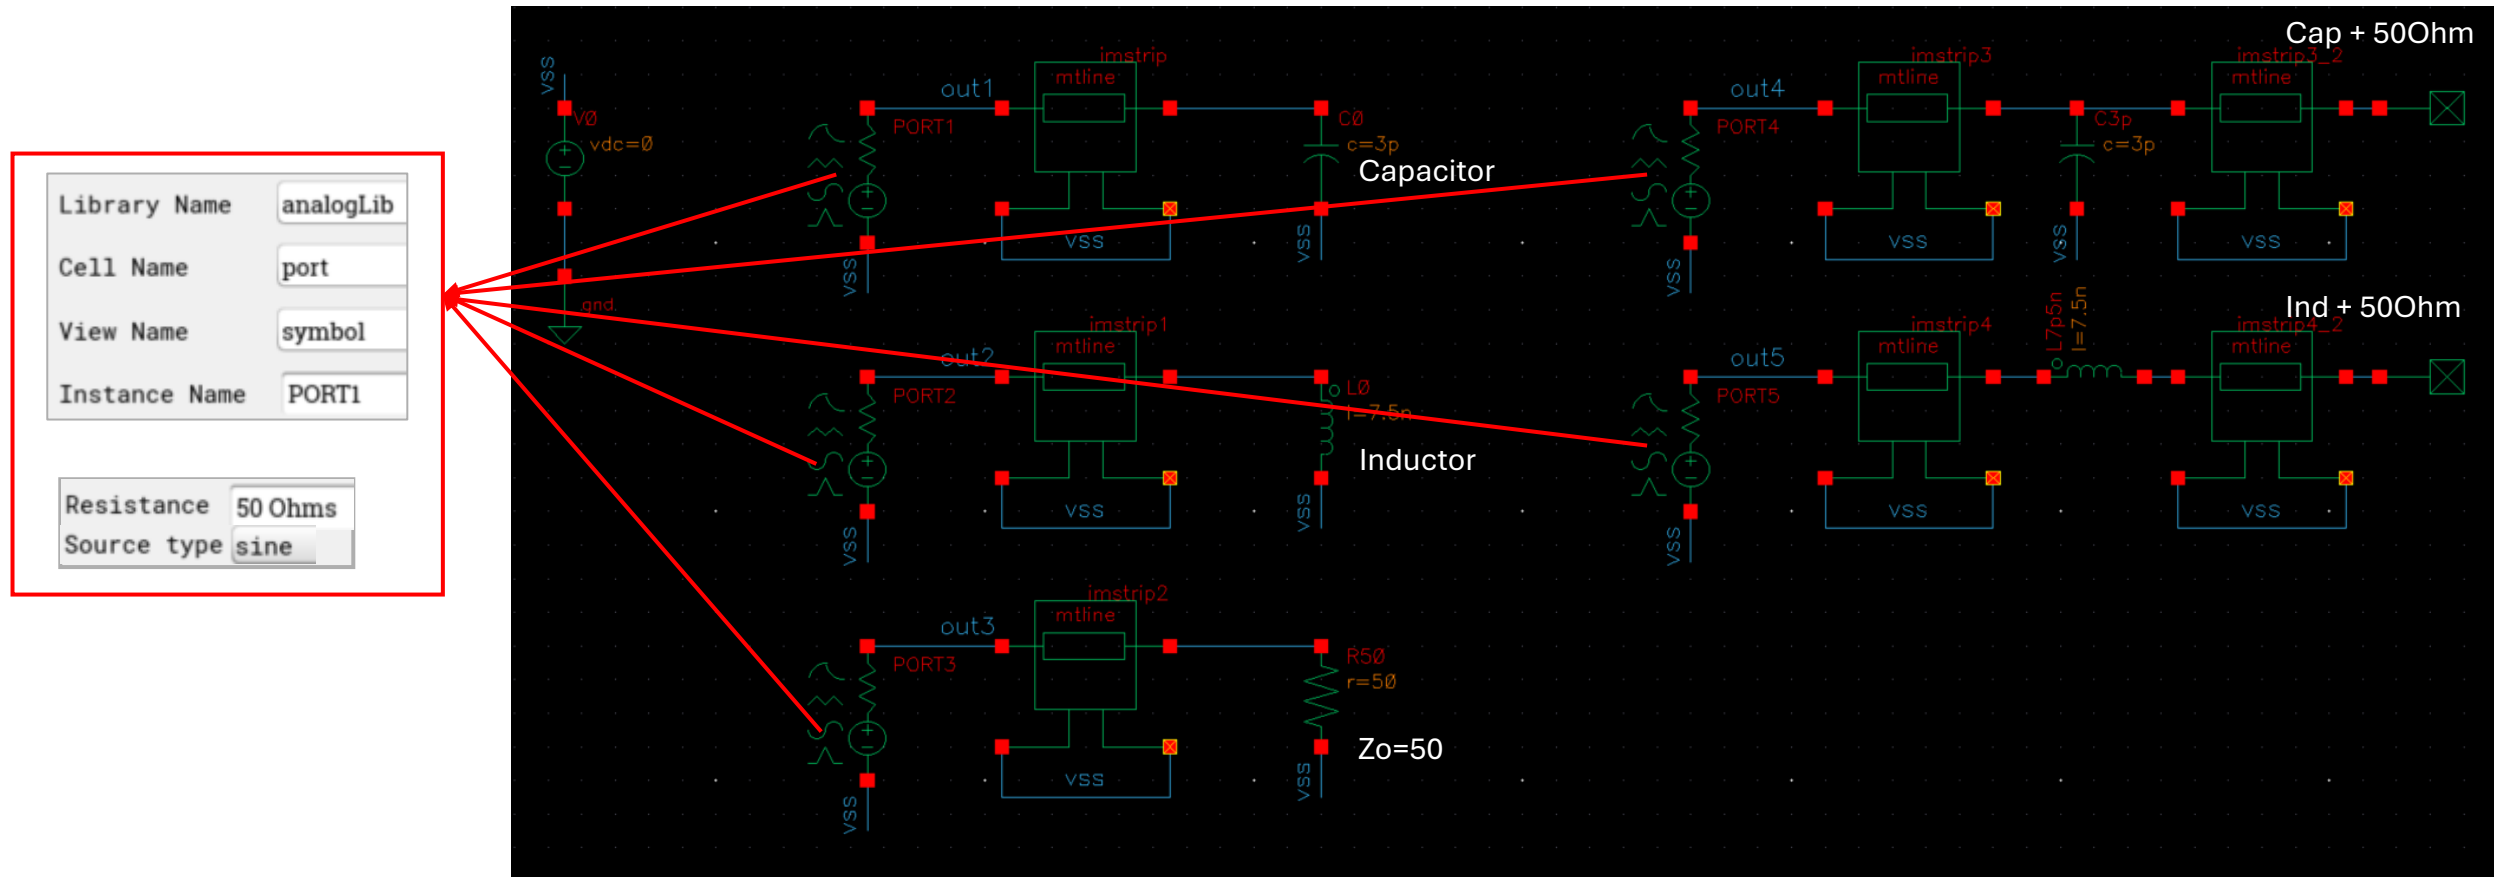 Library Name analogLib
Cell Name port
View Name symbol
Instance Name PORT1
Resistance 50 Ohms
Source type sine
VSS
V0
vdc=0
gnd
out1
PORT1
VSS
imstrip
mtline
VSS
C0
c=3p
Capacitor
VSS
out4
PORT4
VSS
imstrip3
mtline
VSS
C3p
c=3p
VSS
Cap + 50Ohm
imstrip3_2
mtline
VSS
out2
PORT2
VSS
imstrip1
mtline
VSS
L0
l=7.5n
Inductor
VSS
out5
PORT5
VSS
imstrip4
mtline
VSS
L7p5n
l=7.5n
Ind + 50Ohm
imstrip4_2
mtline
VSS
out3
PORT3
VSS
imstrip2
mtline
VSS
R50
r=50
Zo=50
VSS